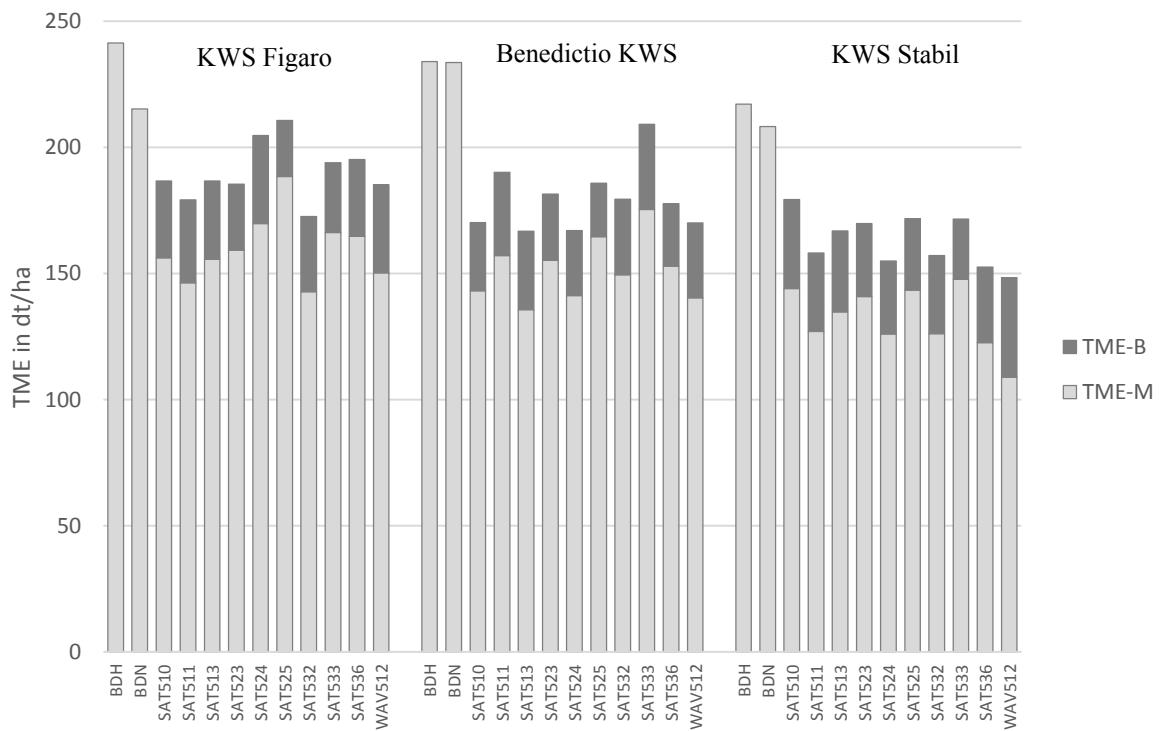 250
KWS Figaro
Benedictio KWS
KWS Stabil
200
150
100
50
0
TME in dt/ha
TME-B
TME-M
BDH
BDN
SAT510
SAT511
SAT513
SAT523
SAT524
SAT525
SAT532
SAT533
SAT536
WAV512
BDH
BDN
SAT510
SAT511
SAT513
SAT523
SAT524
SAT525
SAT532
SAT533
SAT536
WAV512
BDH
BDN
SAT510
SAT511
SAT513
SAT523
SAT524
SAT525
SAT532
SAT533
SAT536
WAV512